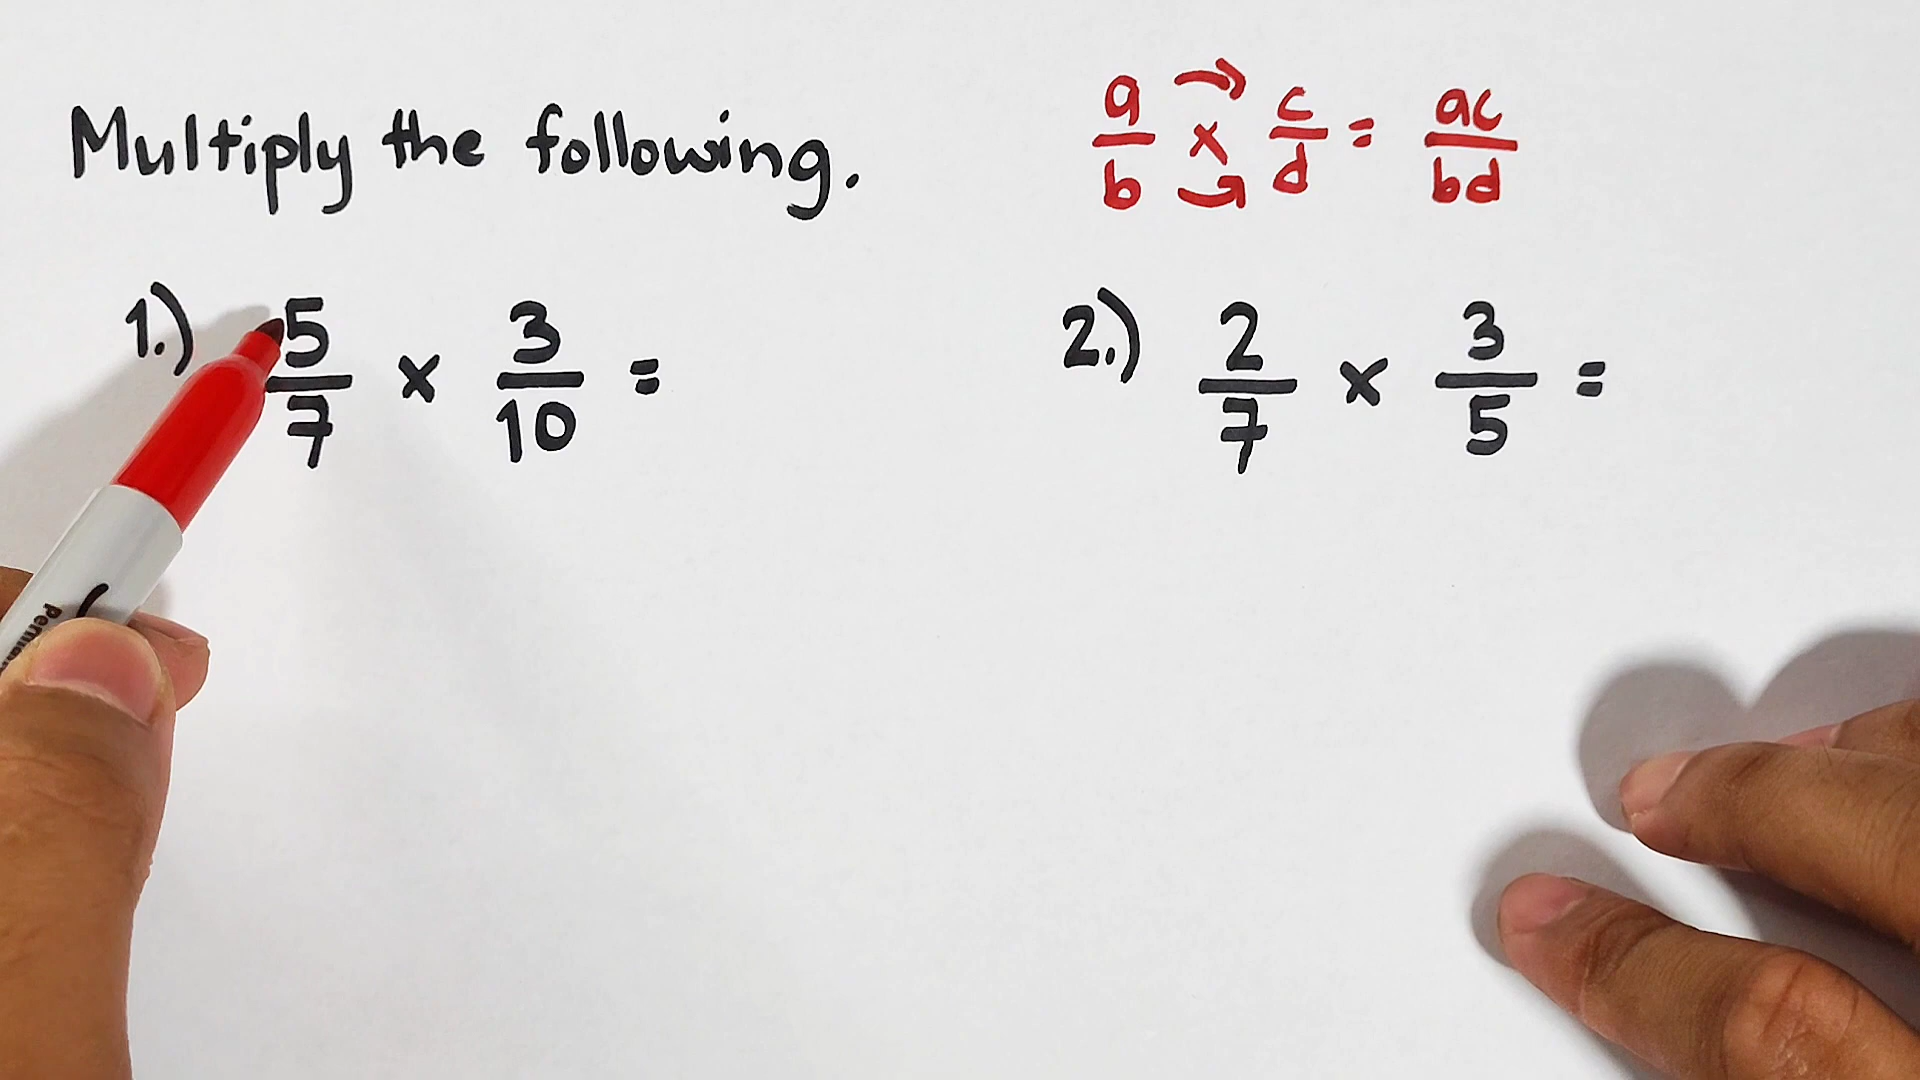 Multiply the following.
a/b × c/d = ac/bd
1.) 5/7 × 3/10 =
2.) 2/7 × 3/5 =